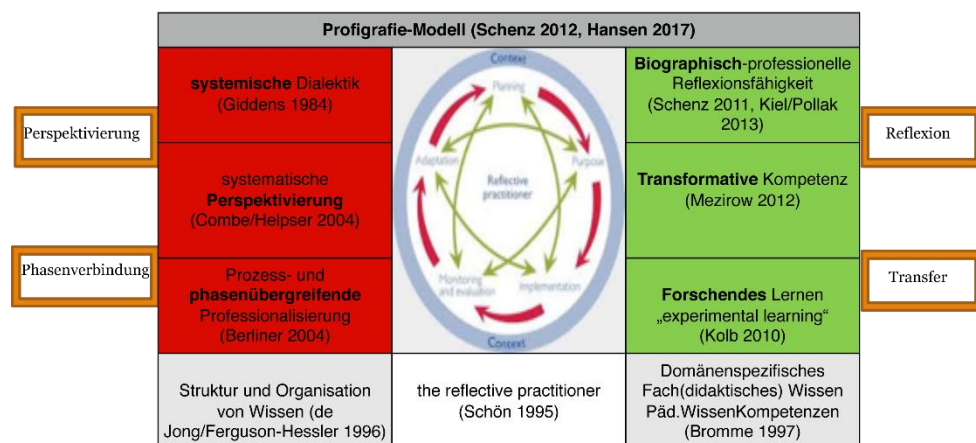 Profigrafie-Modell (Schenz 2012, Hansen 2017)
Perspektivierung
Phasenverbindung
systemische Dialektik
(Giddens 1984)
systematische
Perspektivierung
(Combe/Helpser 2004)
Prozess- und
phasenübergreifende
Professionalisierung
(Berliner 2004)
Struktur und Organisation
von Wissen (de
Jong/Ferguson-Hessler 1996)
Context
Planning
Adaptation
Purpose
Reflective
practitioner
Monitoring
and evaluation
Implementation
Context
the reflective practitioner
(Schön 1995)
Biographisch-professionelle
Reflexionsfähigkeit
(Schenz 2011, Kiel/Pollak
2013)
Transformative Kompetenz
(Mezirow 2012)
Forschendes Lernen
„experimental learning“
(Kolb 2010)
Domänenspezifisches
Fach(didaktisches) Wissen
Päd.WissenKompetenzen
(Bromme 1997)
Reflexion
Transfer